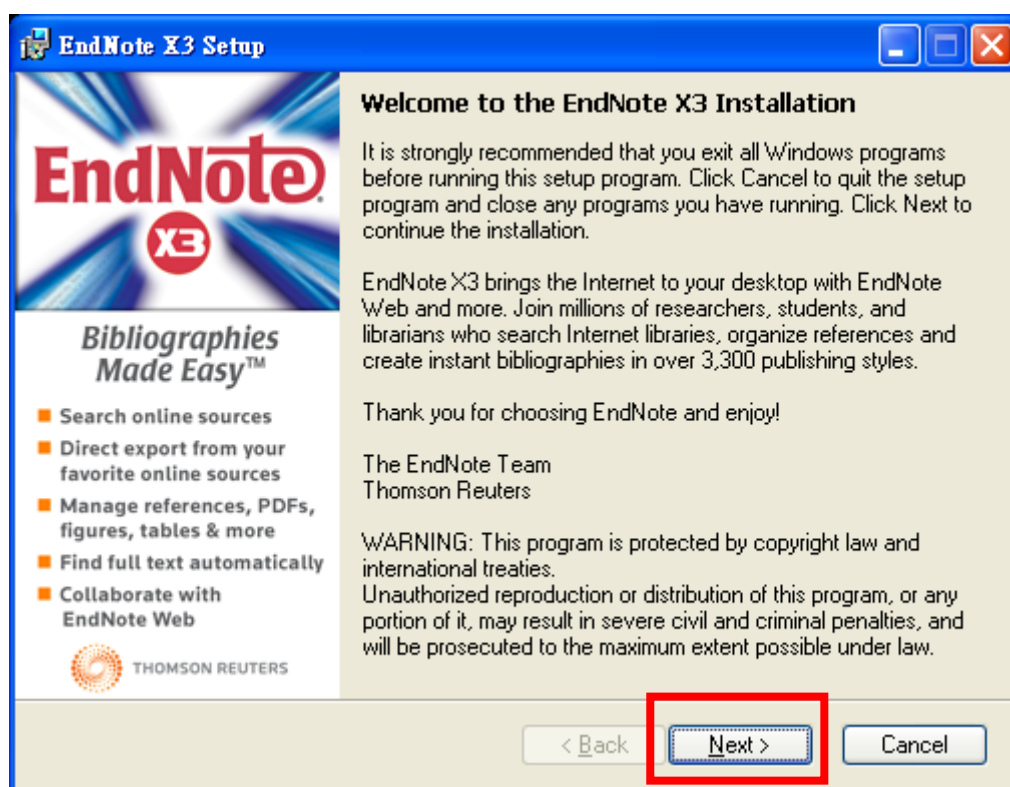 EndNote X3 Setup
EndNote
X3
Bibliographies
Made Easy™
Search online sources
Direct export from your
favorite online sources
Manage references, PDFs,
figures, tables & more
Find full text automatically
Collaborate with
EndNote Web
THOMSON REUTERS
Welcome to the EndNote X3 Installation
It is strongly recommended that you exit all Windows programs
before running this setup program. Click Cancel to quit the setup
program and close any programs you have running. Click Next to
continue the installation.
EndNote X3 brings the Internet to your desktop with EndNote
Web and more. Join millions of researchers, students, and
librarians who search Internet libraries, organize references and
create instant bibliographies in over 3,300 publishing styles.
Thank you for choosing EndNote and enjoy!
The EndNote Team
Thomson Reuters
WARNING: This program is protected by copyright law and
international treaties.
Unauthorized reproduction or distribution of this program, or any
portion of it, may result in severe civil and criminal penalties, and
will be prosecuted to the maximum extent possible under law.
< Back
Next >
Cancel